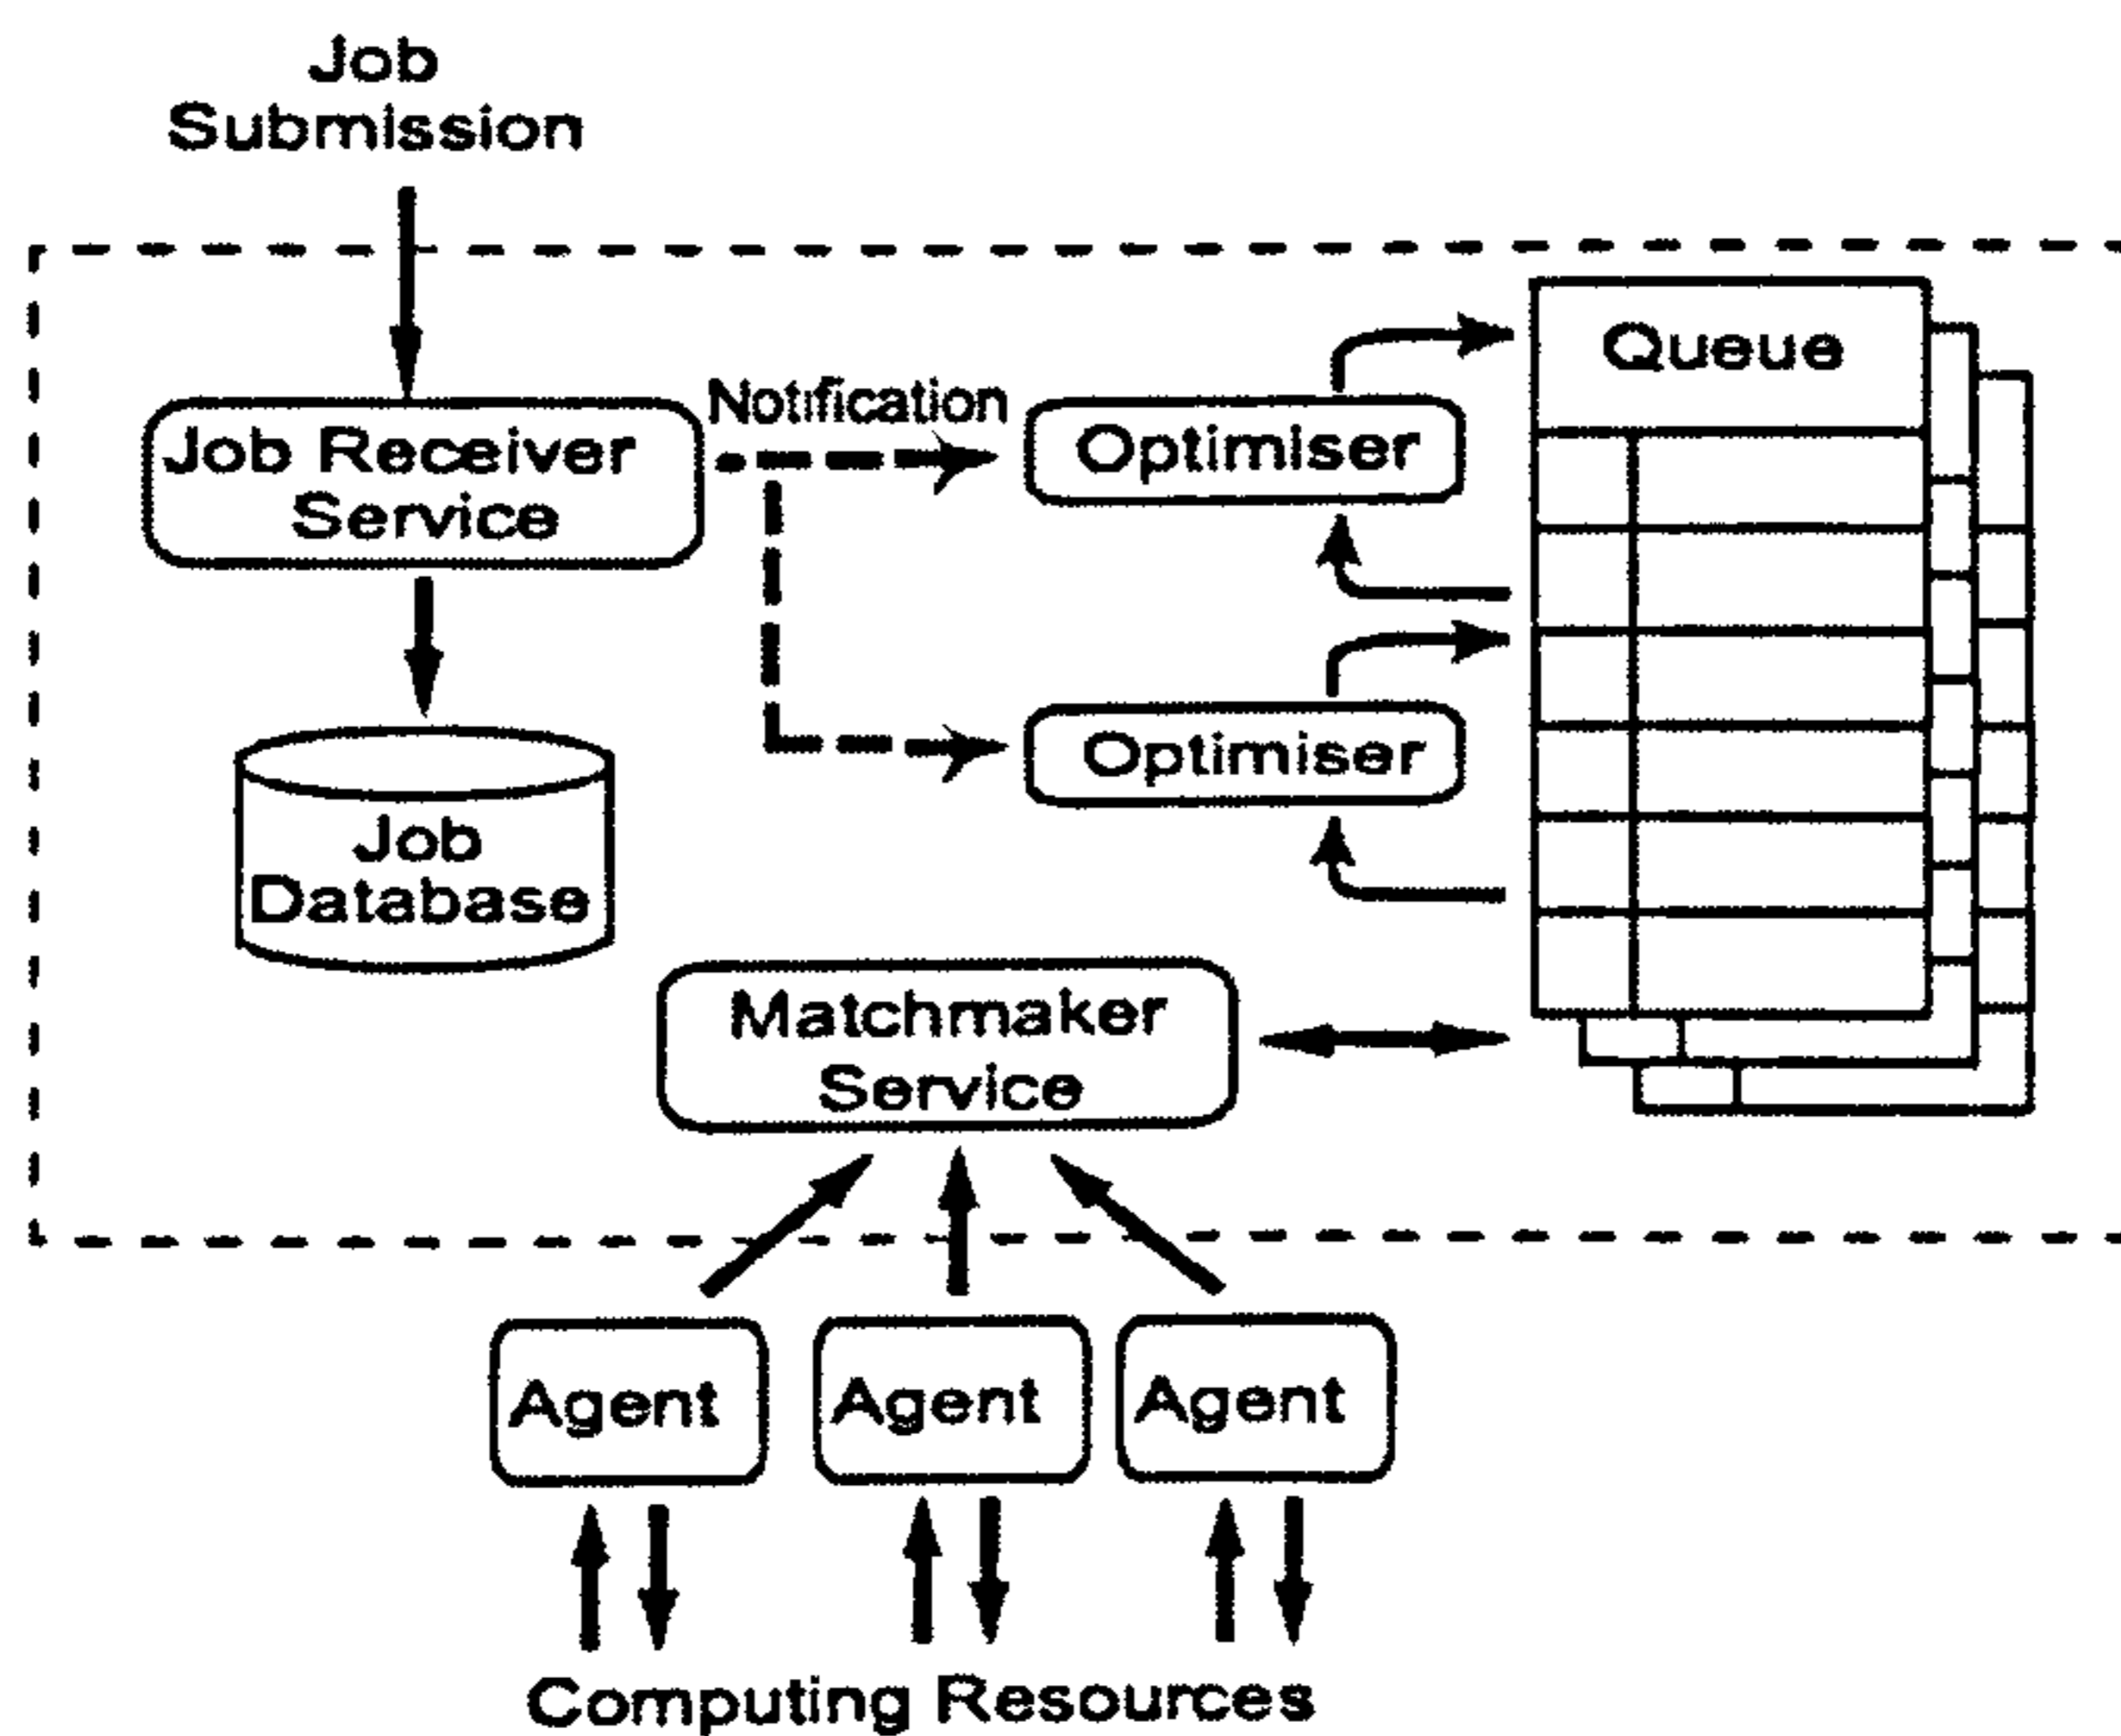 Job
Submission
Notification
Queue
Job Receiver
Service
Optimiser
Optimiser
Job
Database
Matchmaker
Service
Agent
Agent
Agent
Computing Resources